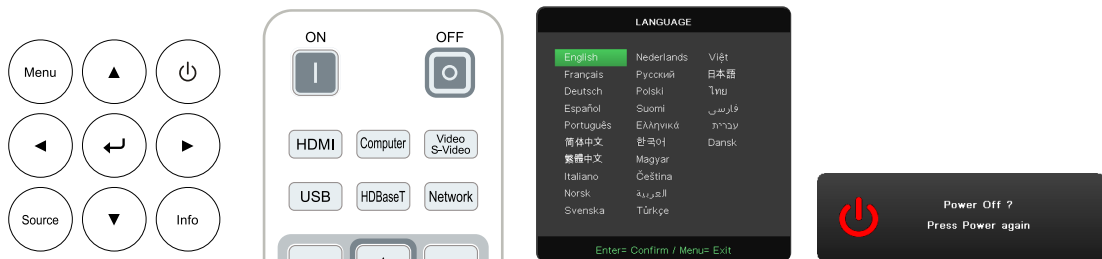 Menu
Source
Info
ON OFF
HDMI Computer Video S-Video
USB HDBaseT Network
LANGUAGE
English Nederlands Việt
Français Русский 日本語
Deutsch Polski ไทย
Español Suomi فارسی
Português Ελληνικά עברית
简体中文 한국어 Dansk
繁體中文 Magyar
Italiano Čeština
Norsk العربية
Svenska Türkçe
Enter= Confirm / Menu= Exit
Power Off ?
Press Power again